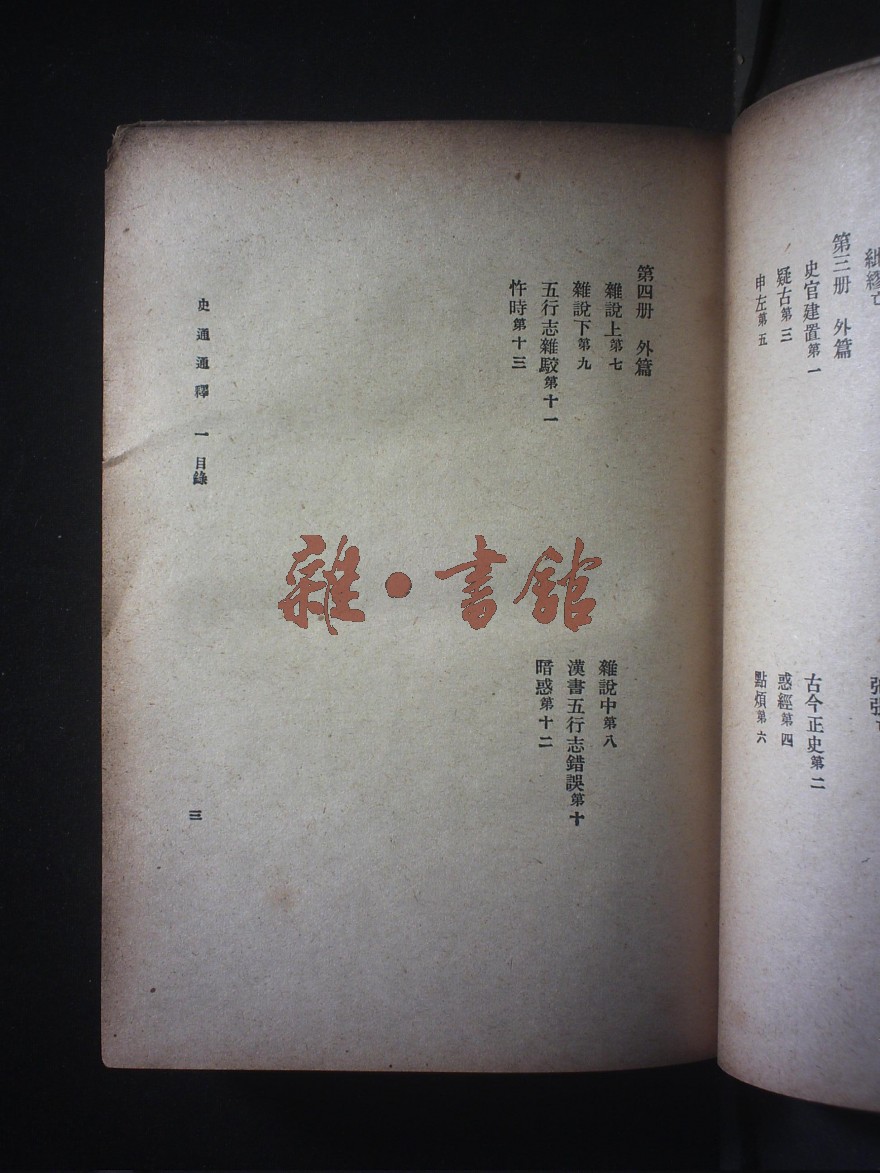 紕繆亡
第三册　外篇
史官建置第一
古今正史第二
疑古第三
惑經第四
申左第五
點煩第六
第四册　外篇
雜說上第七
雜說中第八
雜說下第九
漢書五行志錯誤第十
五行志雜駮第十一
暗惑第十二
忤時第十三
史通通釋　一　目錄
三
雜·書館